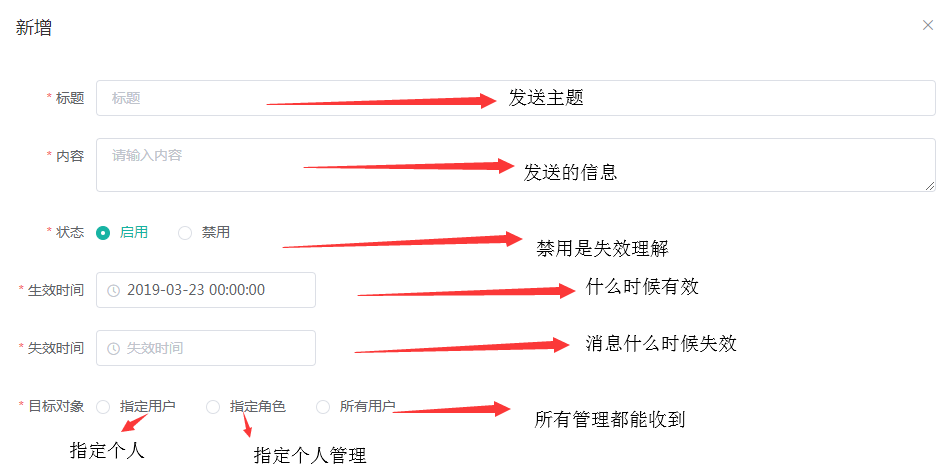 新增
* 标题 标题 发送主题
* 内容 请输入内容 发送的信息
* 状态 启用 禁用 禁用是失效理解
* 生效时间 2019-03-23 00:00:00 什么时候有效
* 失效时间 失效时间 消息什么时候失效
* 目标对象 指定用户 指定角色 所有用户 所有管理都能收到
指定个人 指定个人管理